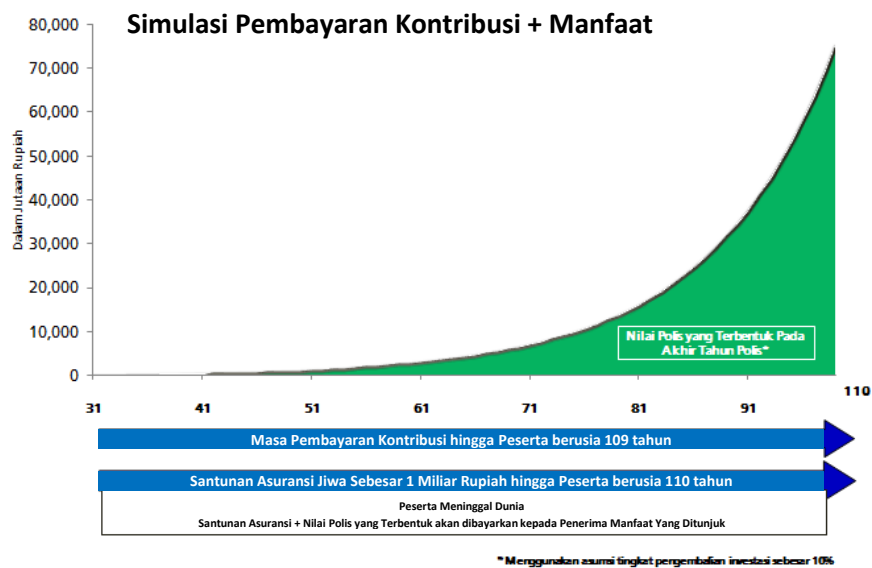 Simulasi Pembayaran Kontribusi + Manfaat
Dalam Jutaan Rupiah
80,000
70,000
60,000
50,000
40,000
30,000
20,000
10,000
0
Nilai Polis yang Terbentuk Pada
Akhir Tahun Polis*
31
41
51
61
71
81
91
110
Masa Pembayaran Kontribusi hingga Peserta berusia 109 tahun
Santunan Asuransi Jiwa Sebesar 1 Miliar Rupiah hingga Peserta berusia 110 tahun
Peserta Meninggal Dunia
Santunan Asuransi + Nilai Polis yang Terbentuk akan dibayarkan kepada Penerima Manfaat Yang Ditunjuk
*Menggunakan asumsi tingkat pengembalian investasi sebesar 10%